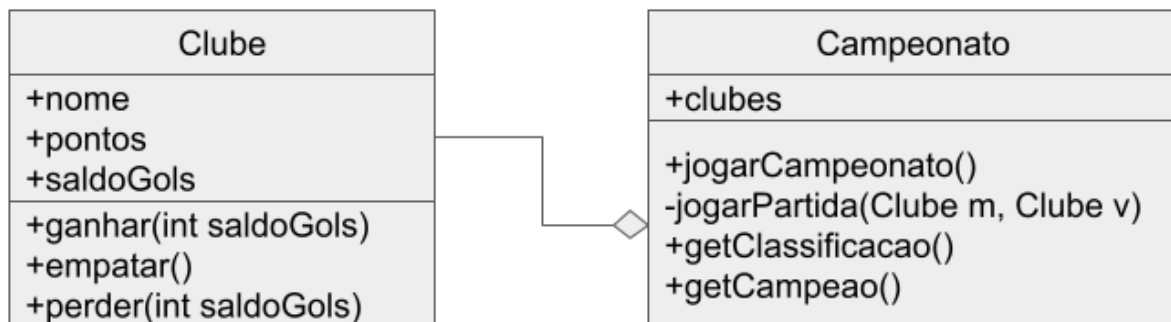 Clube
+nome
+pontos
+saldoGols
+ganhar(int saldoGols)
+empatar()
+perder(int saldoGols)
Campeonato
+clubes
+jogarCampeonato()
-jogarPartida(Clube m, Clube v)
+getClassificacao()
+getCampeao()